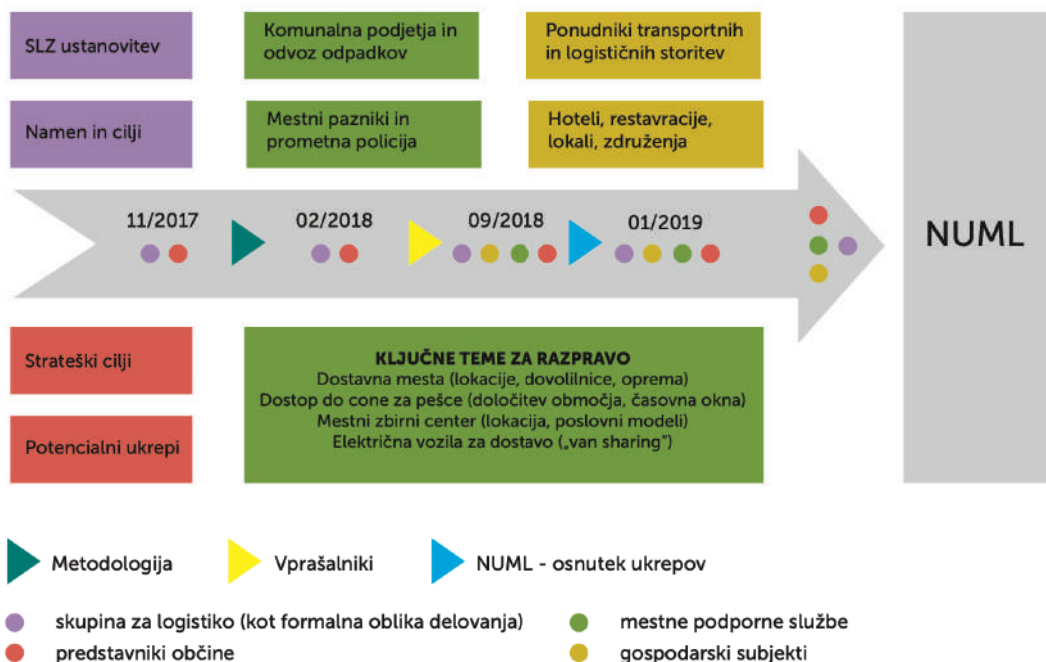 SLZ ustanovitev
Komunalna podjetja in
odvoz odpadkov
Ponudniki transportnih
in logističnih storitev
Namen in cilji
Mestni pazniki in
prometna policija
Hoteli, restavracije,
lokali, združenja
11/2017
02/2018
09/2018
01/2019
NUML
Strateški cilji
Potencialni ukrepi
KLJUČNE TEME ZA RAZPRAVO
Dostavna mesta (lokacije, dovolilnice, oprema)
Dostop do cone za pešce (določitev območja, časovna okna)
Mestni zbirni center (lokacija, poslovni modeli)
Električna vozila za dostavo („van sharing")
Metodologija
Vprašalniki
NUML - osnutek ukrepov
skupina za logistiko (kot formalna oblika delovanja)
mestne podporne službe
predstavniki občine
gospodarski subjekti